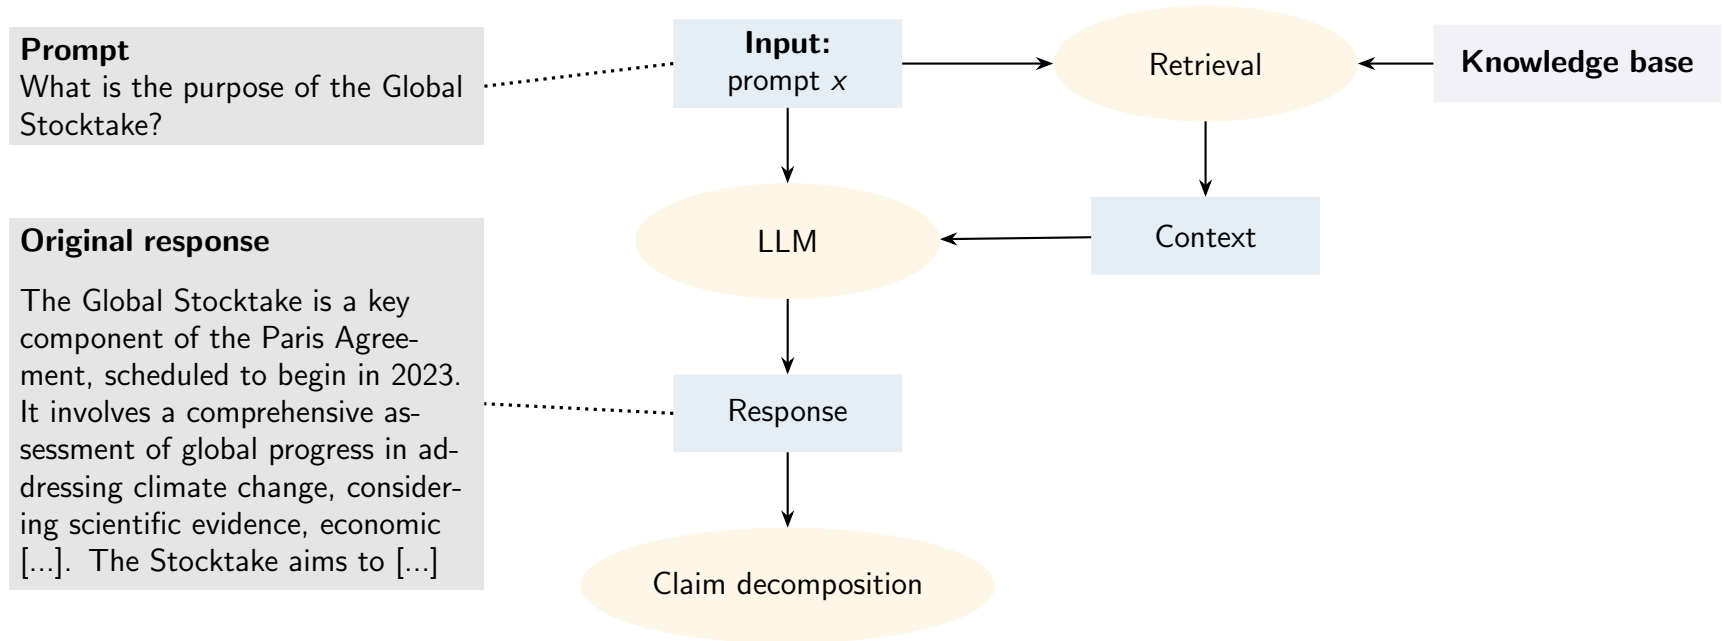 Prompt
What is the purpose of the Global
Stocktake?
Input:
prompt x
Retrieval
Knowledge base
LLM
Context
Original response
The Global Stocktake is a key
component of the Paris Agree-
ment, scheduled to begin in 2023.
It involves a comprehensive as-
sessment of global progress in ad-
dressing climate change, consider-
ing scientific evidence, economic
[...]. The Stocktake aims to [...]
Response
Claim decomposition